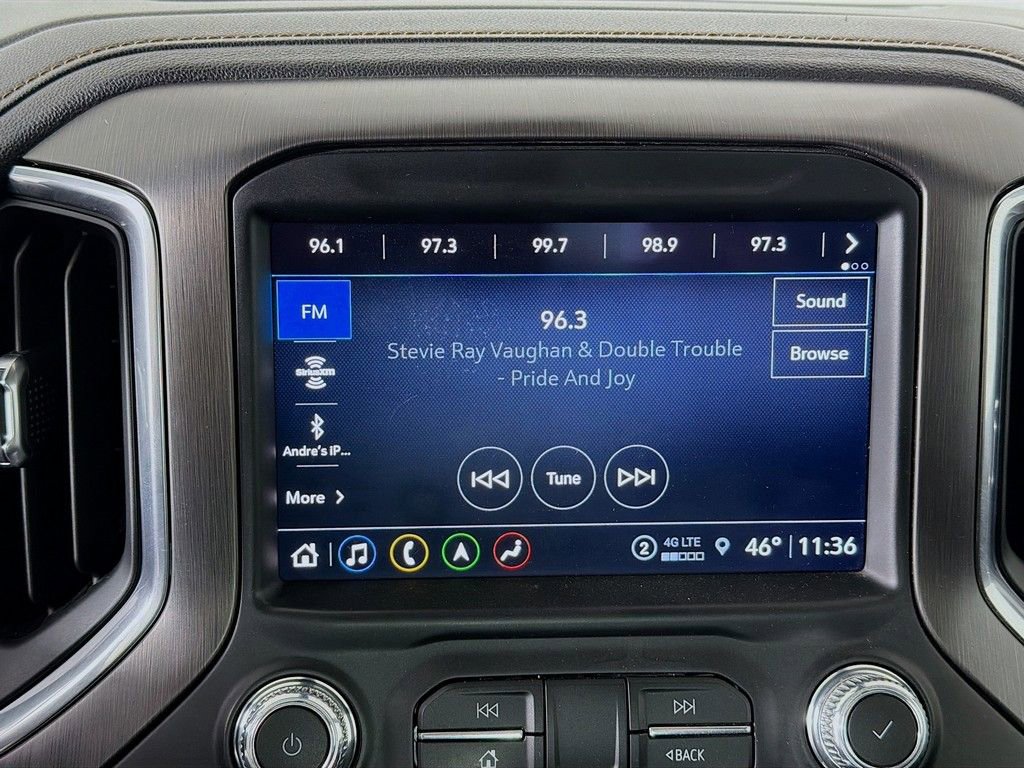 96.1 | 97.3 | 99.7 | 98.9 | 97.3
FM
96.3
Sound
Stevie Ray Vaughan & Double Trouble
- Pride And Joy
Browse
SiriusXM
Andre's iP...
Tune
More
2 4G LTE 46° | 11:36
BACK